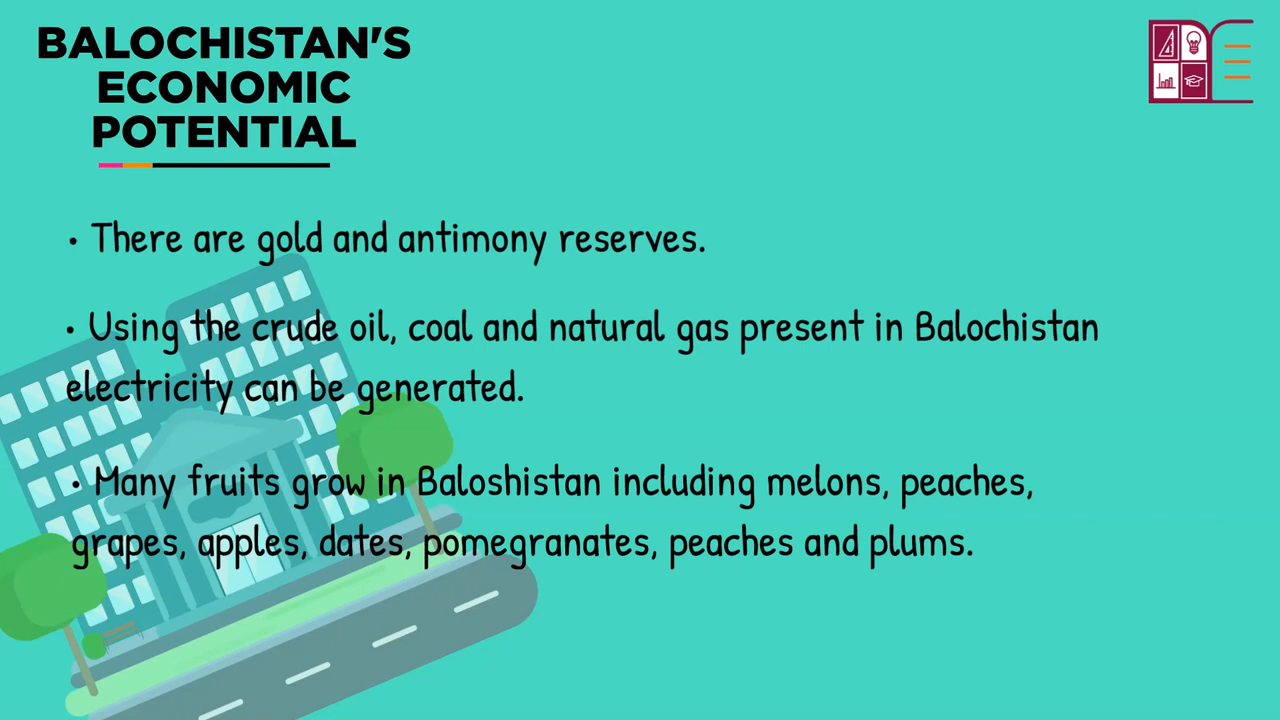 BALOCHISTAN'S
ECONOMIC
POTENTIAL
• There are gold and antimony reserves.
• Using the crude oil, coal and natural gas present in Balochistan
electricity can be generated.
• Many fruits grow in Baloshistan including melons, peaches,
grapes, apples, dates, pomegranates, peaches and plums.